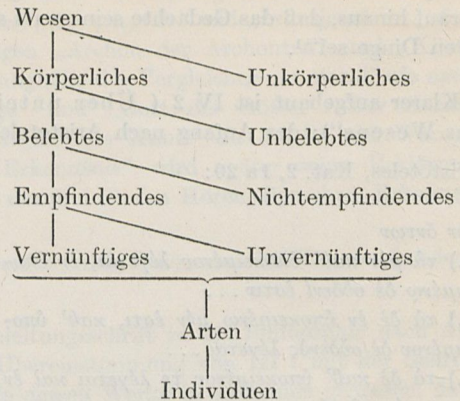 Wesen
Körperliches Unkörperliches
Belebtes Unbelebtes
Empfindendes Nichtempfindendes
Vernünftiges Unvernünftiges
Arten
Individuen